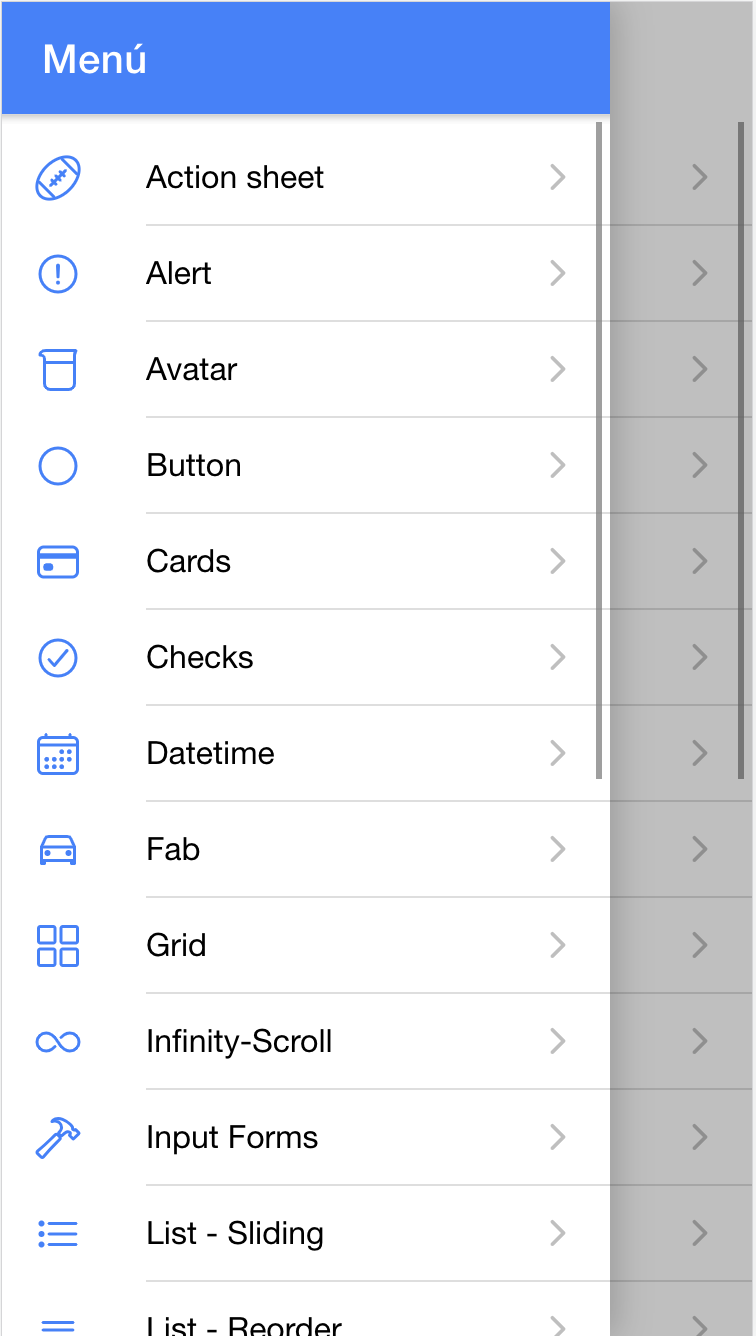 Menú
Action sheet
Alert
Avatar
Button
Cards
Checks
Datetime
Fab
Grid
Infinity-Scroll
Input Forms
List - Sliding
List - Reorder